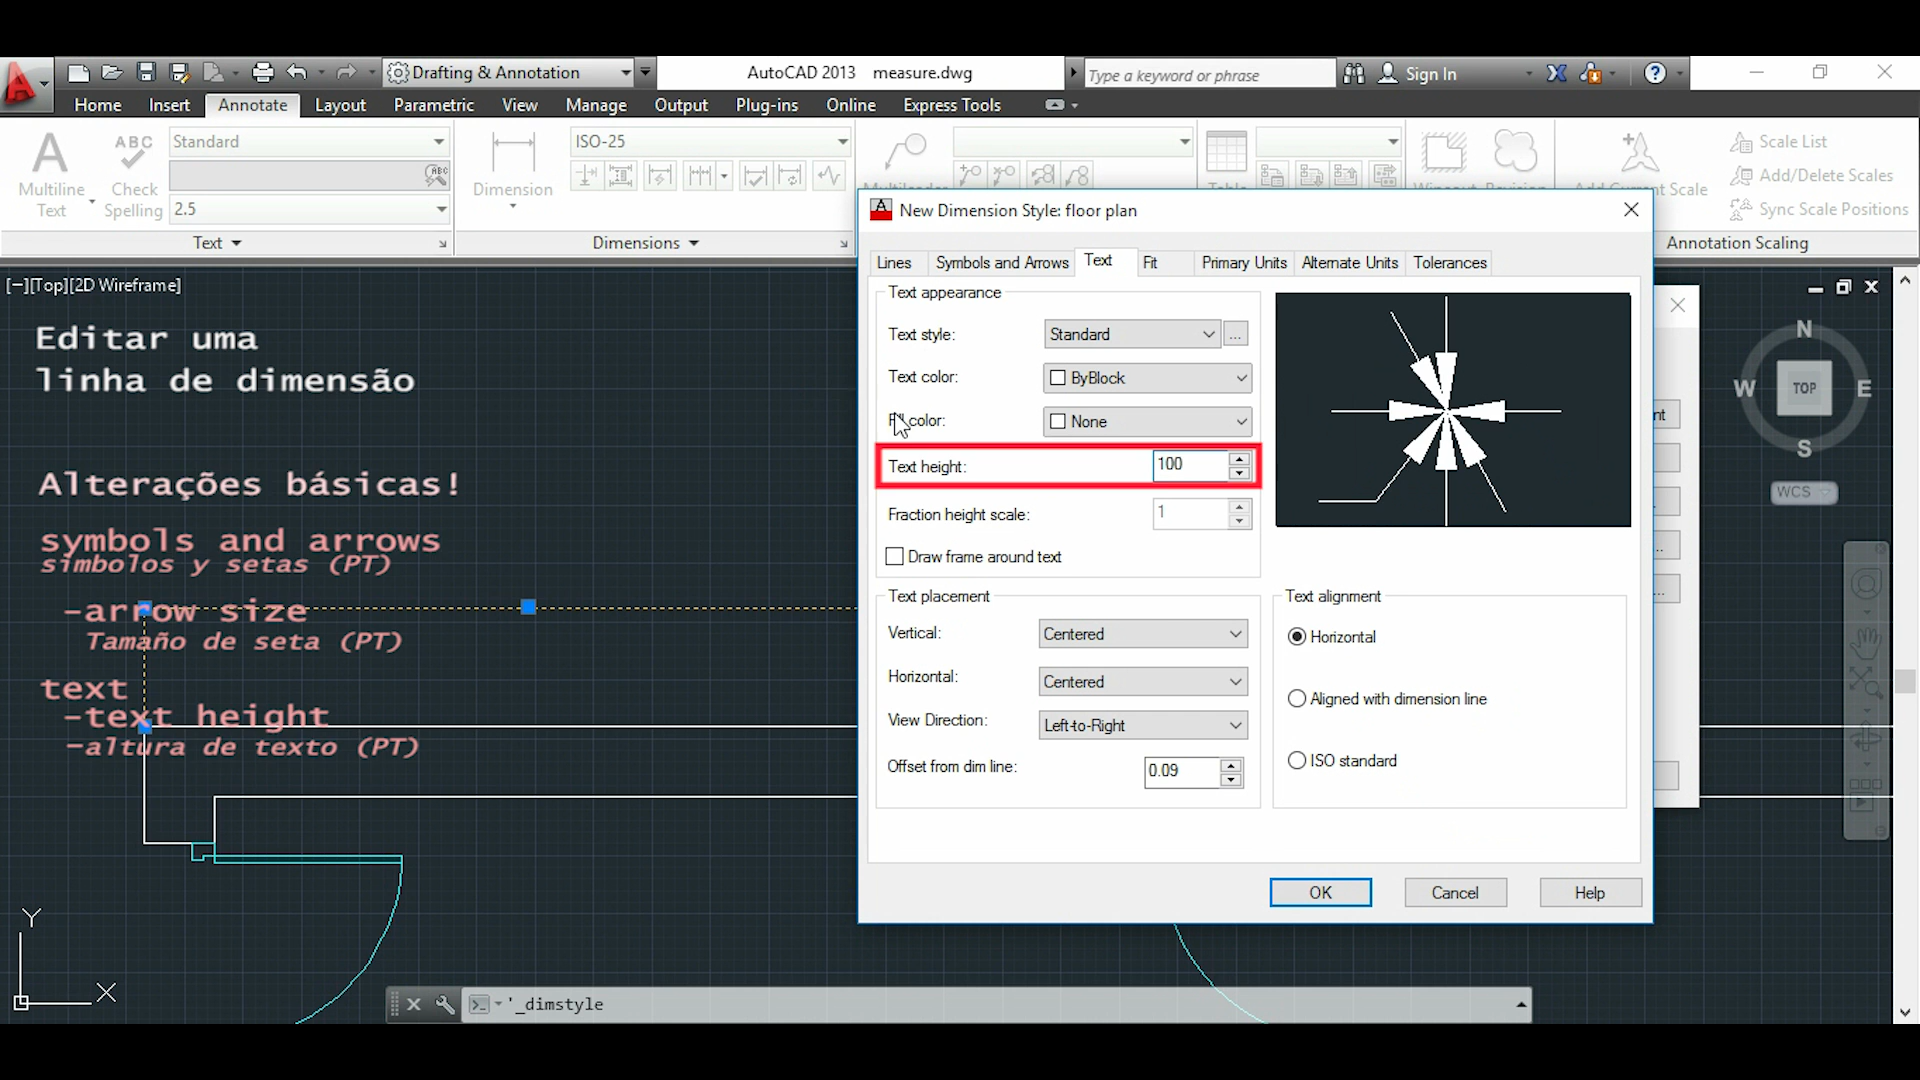 Drafting & Annotation
AutoCAD 2013 measure.dwg
Type a keyword or phrase
Sign In
Home Insert Annotate Layout Parametric View Manage Output Plug-ins Online Express Tools
Multiline
Text
ABC
Check
Spelling
Standard
2.5
Dimension
ISO-25
Scale List
Add/Delete Scales
Sync Scale Positions
Text
Dimensions
Annotation Scaling
New Dimension Style: floor plan
Lines Symbols and Arrows Text Fit Primary Units Alternate Units Tolerances
[−][Top][2D Wireframe]
Editar uma
linha de dimensão
Alterações básicas!
symbols and arrows
símbolos y setas (PT)
-arrow size
Tamaño de seta (PT)
text
-text height
-altura de texto (PT)
Text appearance
Text style: Standard ...
Text color: ByBlock
color: None
Text height: 100
Fraction height scale: 1
Draw frame around text
Text placement
Vertical: Centered
Horizontal: Centered
View Direction: Left-to-Right
Offset from dim line: 0.09
Text alignment
Horizontal
Aligned with dimension line
ISO standard
OK Cancel Help
N
W TOP E
S
WCS
Y
X
'_dimstyle